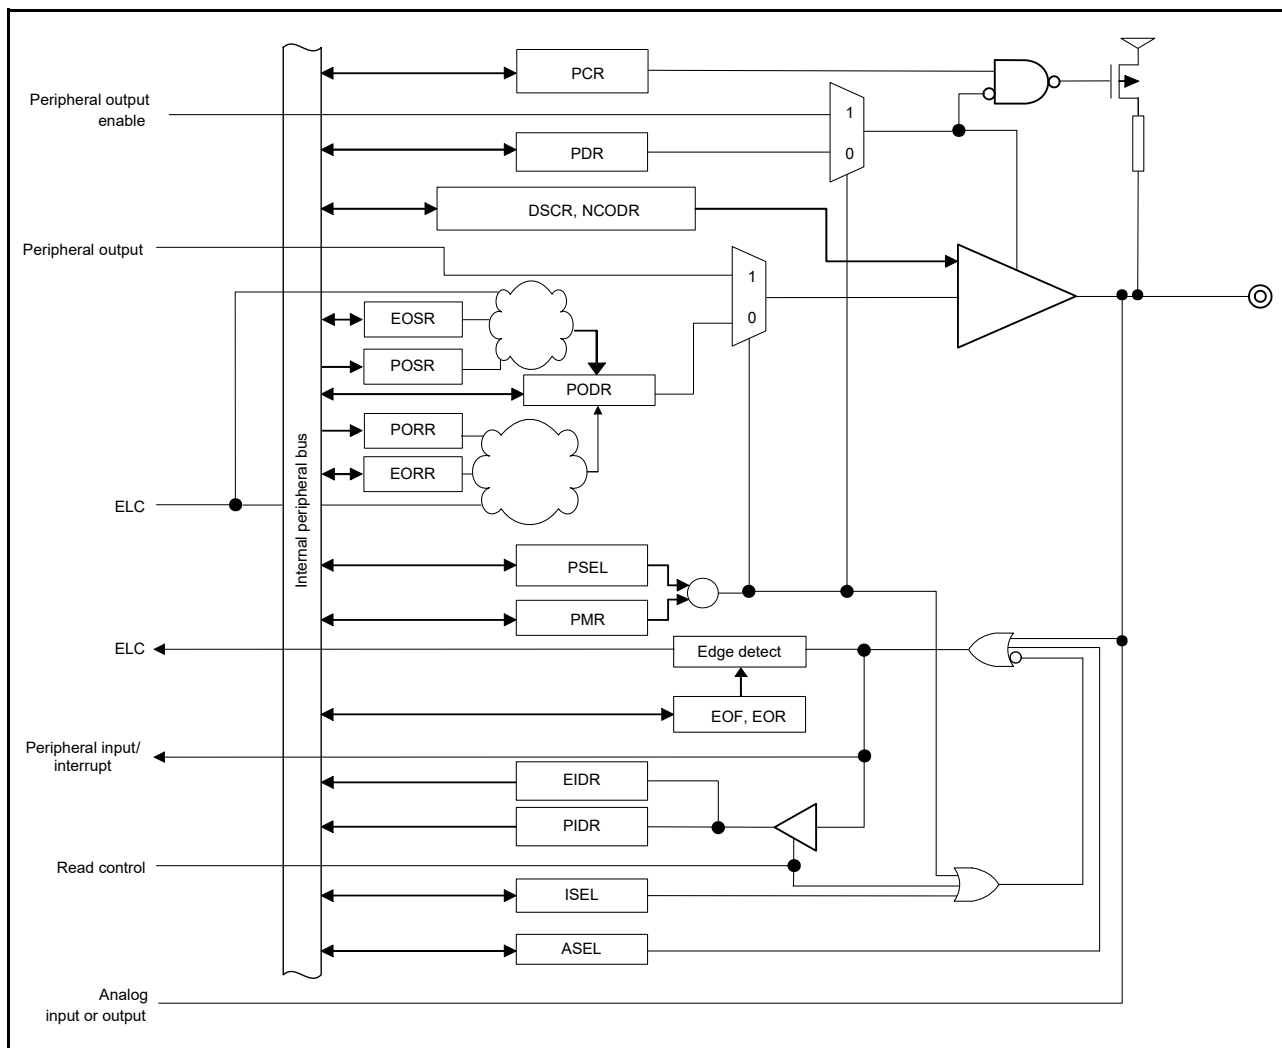 PCR
Peripheral output
enable
1
PDR
0
DSCR, NCODR
Peripheral output
1
EOSR
0
POSR
PODR
PORR
EORR
ELC
Internal peripheral bus
PSEL
PMR
ELC
Edge detect
EOF, EOR
Peripheral input/
interrupt
EIDR
PIDR
Read control
ISEL
ASEL
Analog
input or output